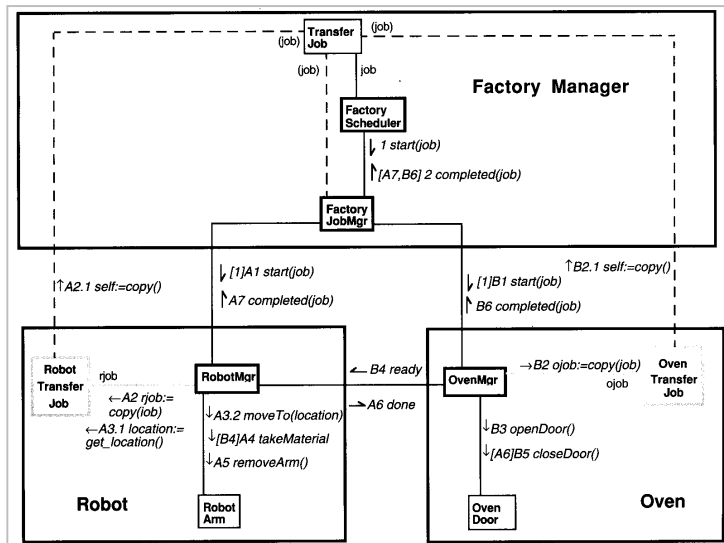 Transfer
Job
(job)
(job)
(job)
job
Factory Manager
Factory
Scheduler
1 start(job)
[A7,B6] 2 completed(job)
Factory
JobMgr
↑A2.1 self:=copy()
[1]A1 start(job)
A7 completed(job)
[1]B1 start(job)
B6 completed(job)
↑B2.1 self:=copy()
Robot
Transfer
Job
rjob
←A2 rjob:=
copy(iob)
←A3.1 location:=
get_location()
RobotMgr
B4 ready
A6 done
OvenMgr
→B2 ojob:=copy(job)
ojob
Oven
Transfer
Job
↓A3.2 moveTo(location)
↓[B4]A4 takeMaterial
↓A5 removeArm()
↓B3 openDoor()
↓[A6]B5 closeDoor()
Robot
Robot
Arm
Oven
Door
Oven